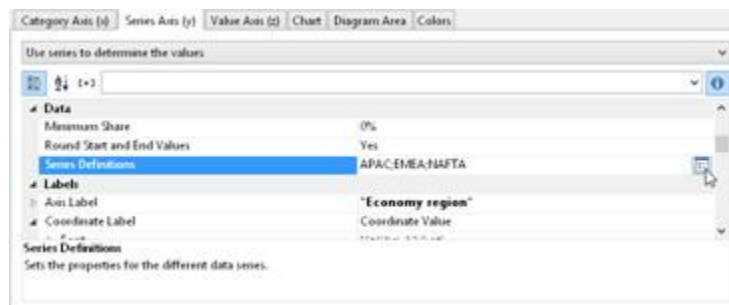 Category Axis (x) Series Axis (y) Value Axis (z) Chart Diagram Area Colors
Use series to determine the values
Data
Minimum Share 0%
Round Start and End Values Yes
Series Definitions APAC;EMEA;NAFTA
Labels
Axis Label "Economy region"
Coordinate Label Coordinate Value
Series Definitions
Sets the properties for the different data series.